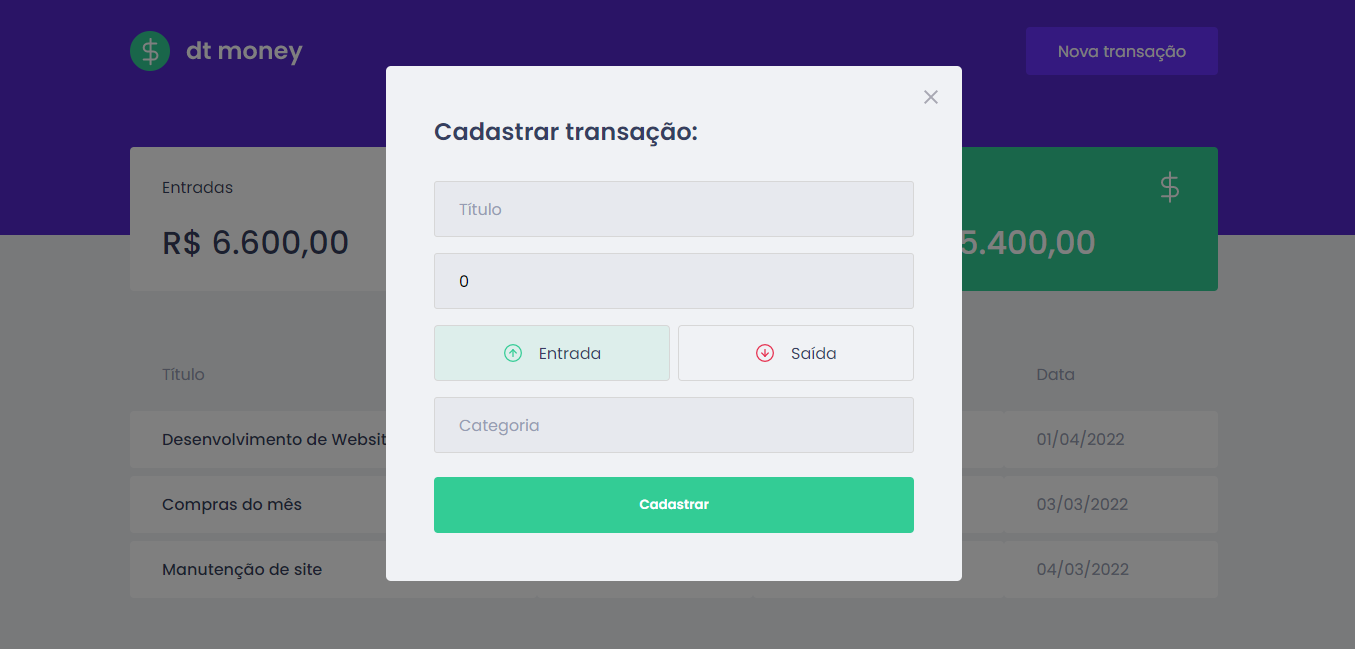 dt money
Nova transação
Cadastrar transação:
Entradas
R$ 6.600,00
5.400,00
Título
0
Entrada
Saída
Categoria
Cadastrar
Título
Data
Desenvolvimento de Websit
01/04/2022
Compras do mês
03/03/2022
Manutenção de site
04/03/2022